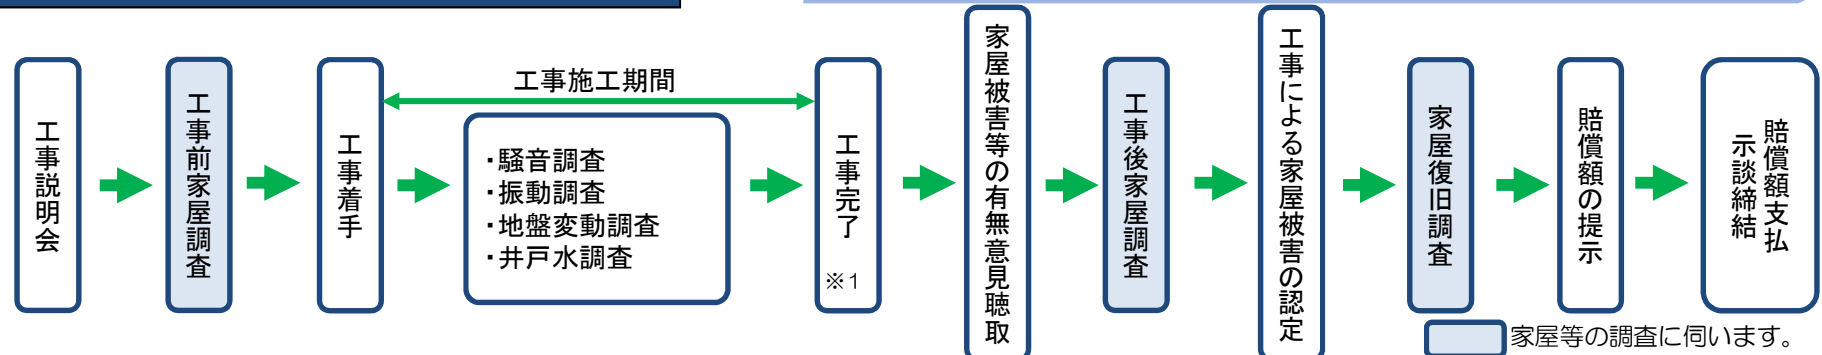 工事説明会
工事前家屋調査
工事着手
工事施工期間
・騒音調査
・振動調査
・地盤変動調査
・井戸水調査
工事完了
※1
家屋被害等の有無意見聴取
工事後家屋調査
工事による家屋被害の認定
家屋復旧調査
賠償額の提示
賠償額支払
示談締結
家屋等の調査に伺います。